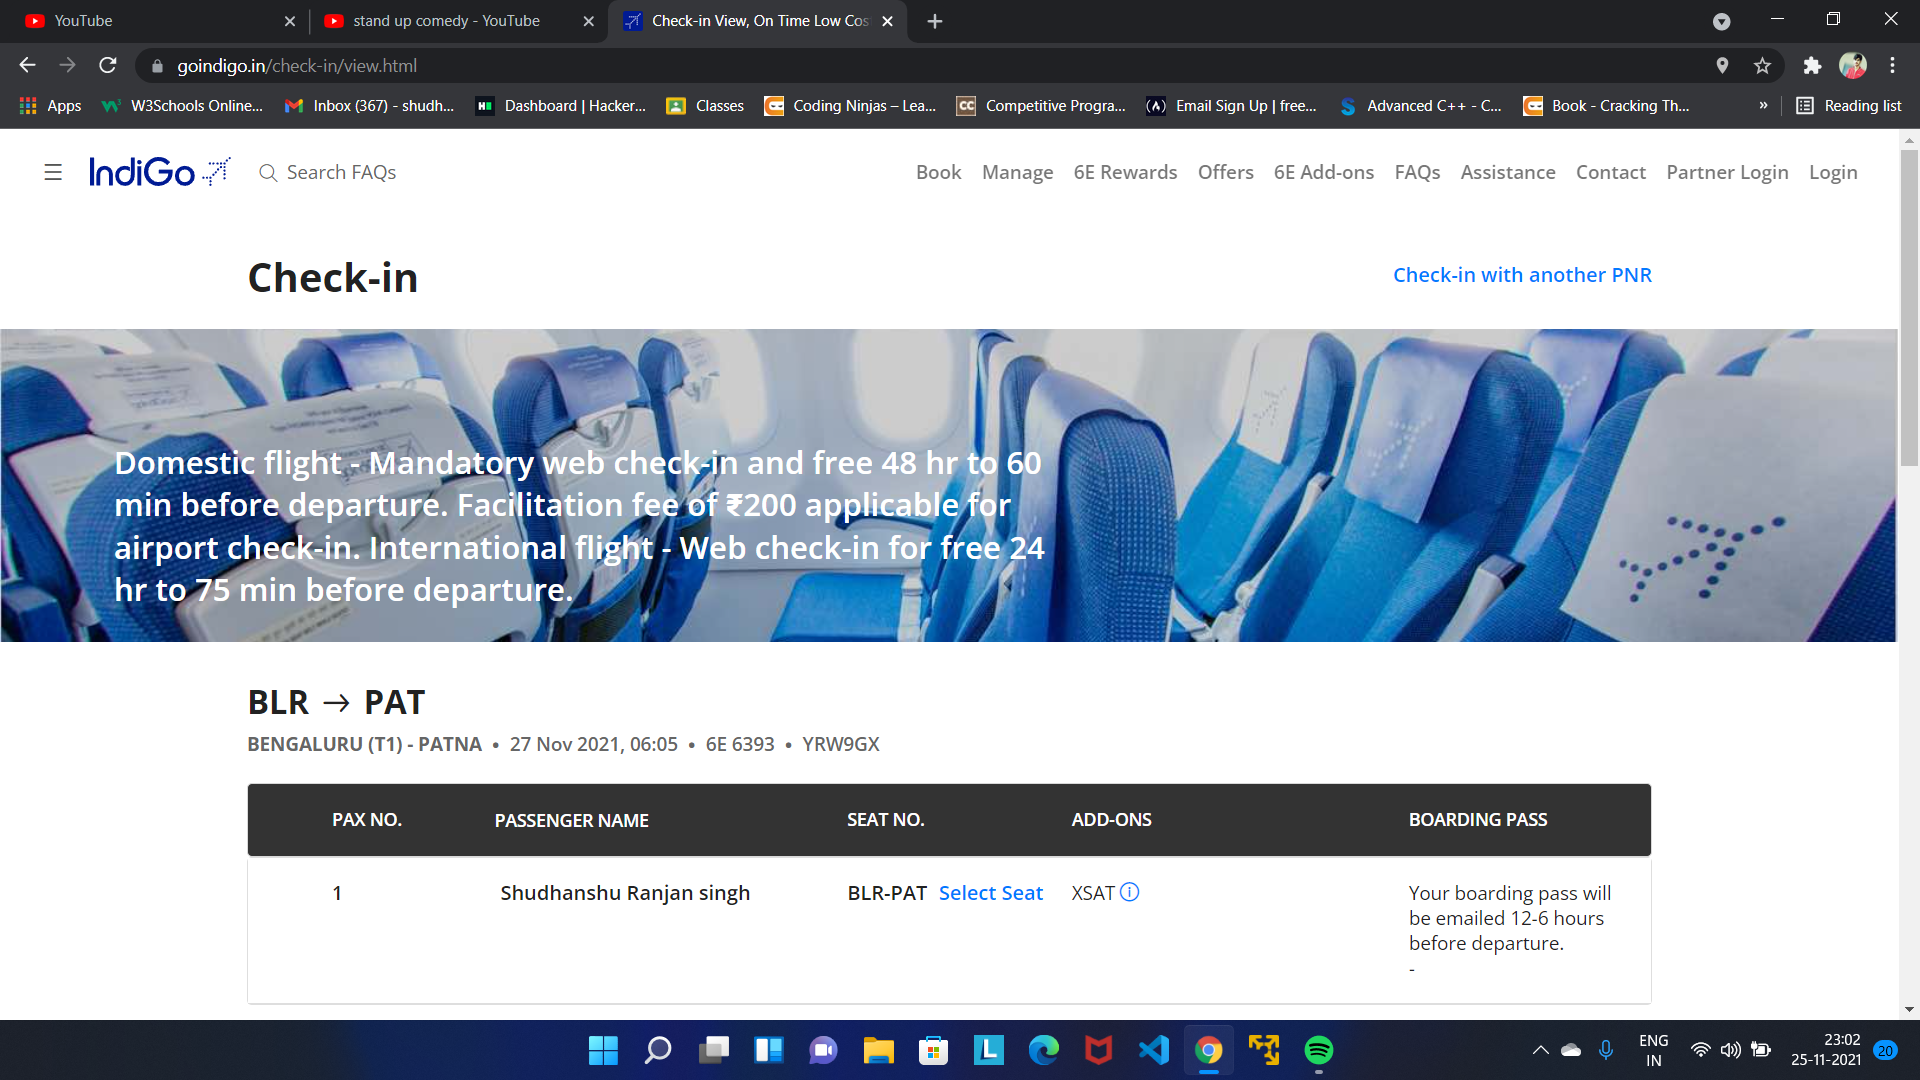 YouTube
stand up comedy - YouTube
Check-in View, On Time Low Cos
goindigo.in/check-in/view.html
Apps
W3Schools Online...
Inbox (367) - shudh...
Dashboard | Hacker...
Classes
Coding Ninjas – Lea...
Competitive Progra...
Email Sign Up | free...
Advanced C++ - C...
Book - Cracking Th...
»
Reading list
IndiGo
Search FAQs
Book
Manage
6E Rewards
Offers
6E Add-ons
FAQs
Assistance
Contact
Partner Login
Login
Check-in
Check-in with another PNR
Domestic flight - Mandatory web check-in and free 48 hr to 60
min before departure. Facilitation fee of ₹200 applicable for
airport check-in. International flight - Web check-in for free 24
hr to 75 min before departure.
BLR → PAT
BENGALURU (T1) - PATNA • 27 Nov 2021, 06:05 • 6E 6393 • YRW9GX
PAX NO. PASSENGER NAME SEAT NO. ADD-ONS BOARDING PASS
1 Shudhanshu Ranjan singh BLR-PAT Select Seat XSAT Your boarding pass will
be emailed 12-6 hours
before departure.
-
ENG
IN
23:02
25-11-2021
20